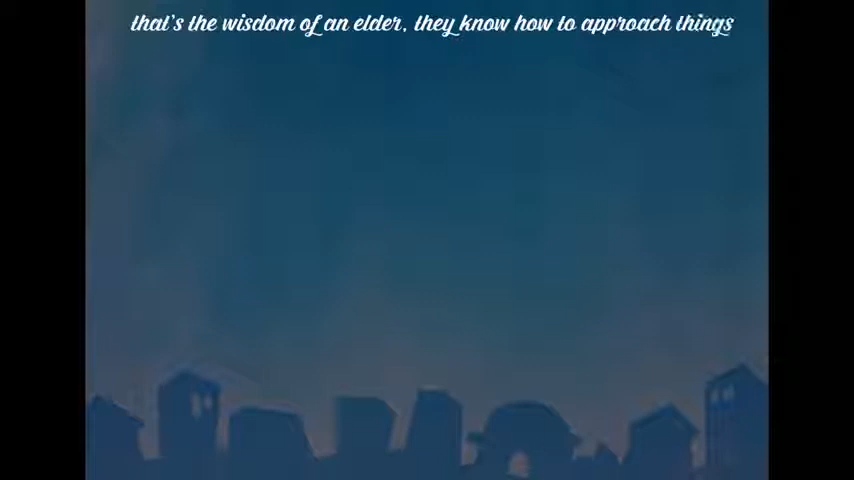 that's the wisdom of an elder, they know how to approach things